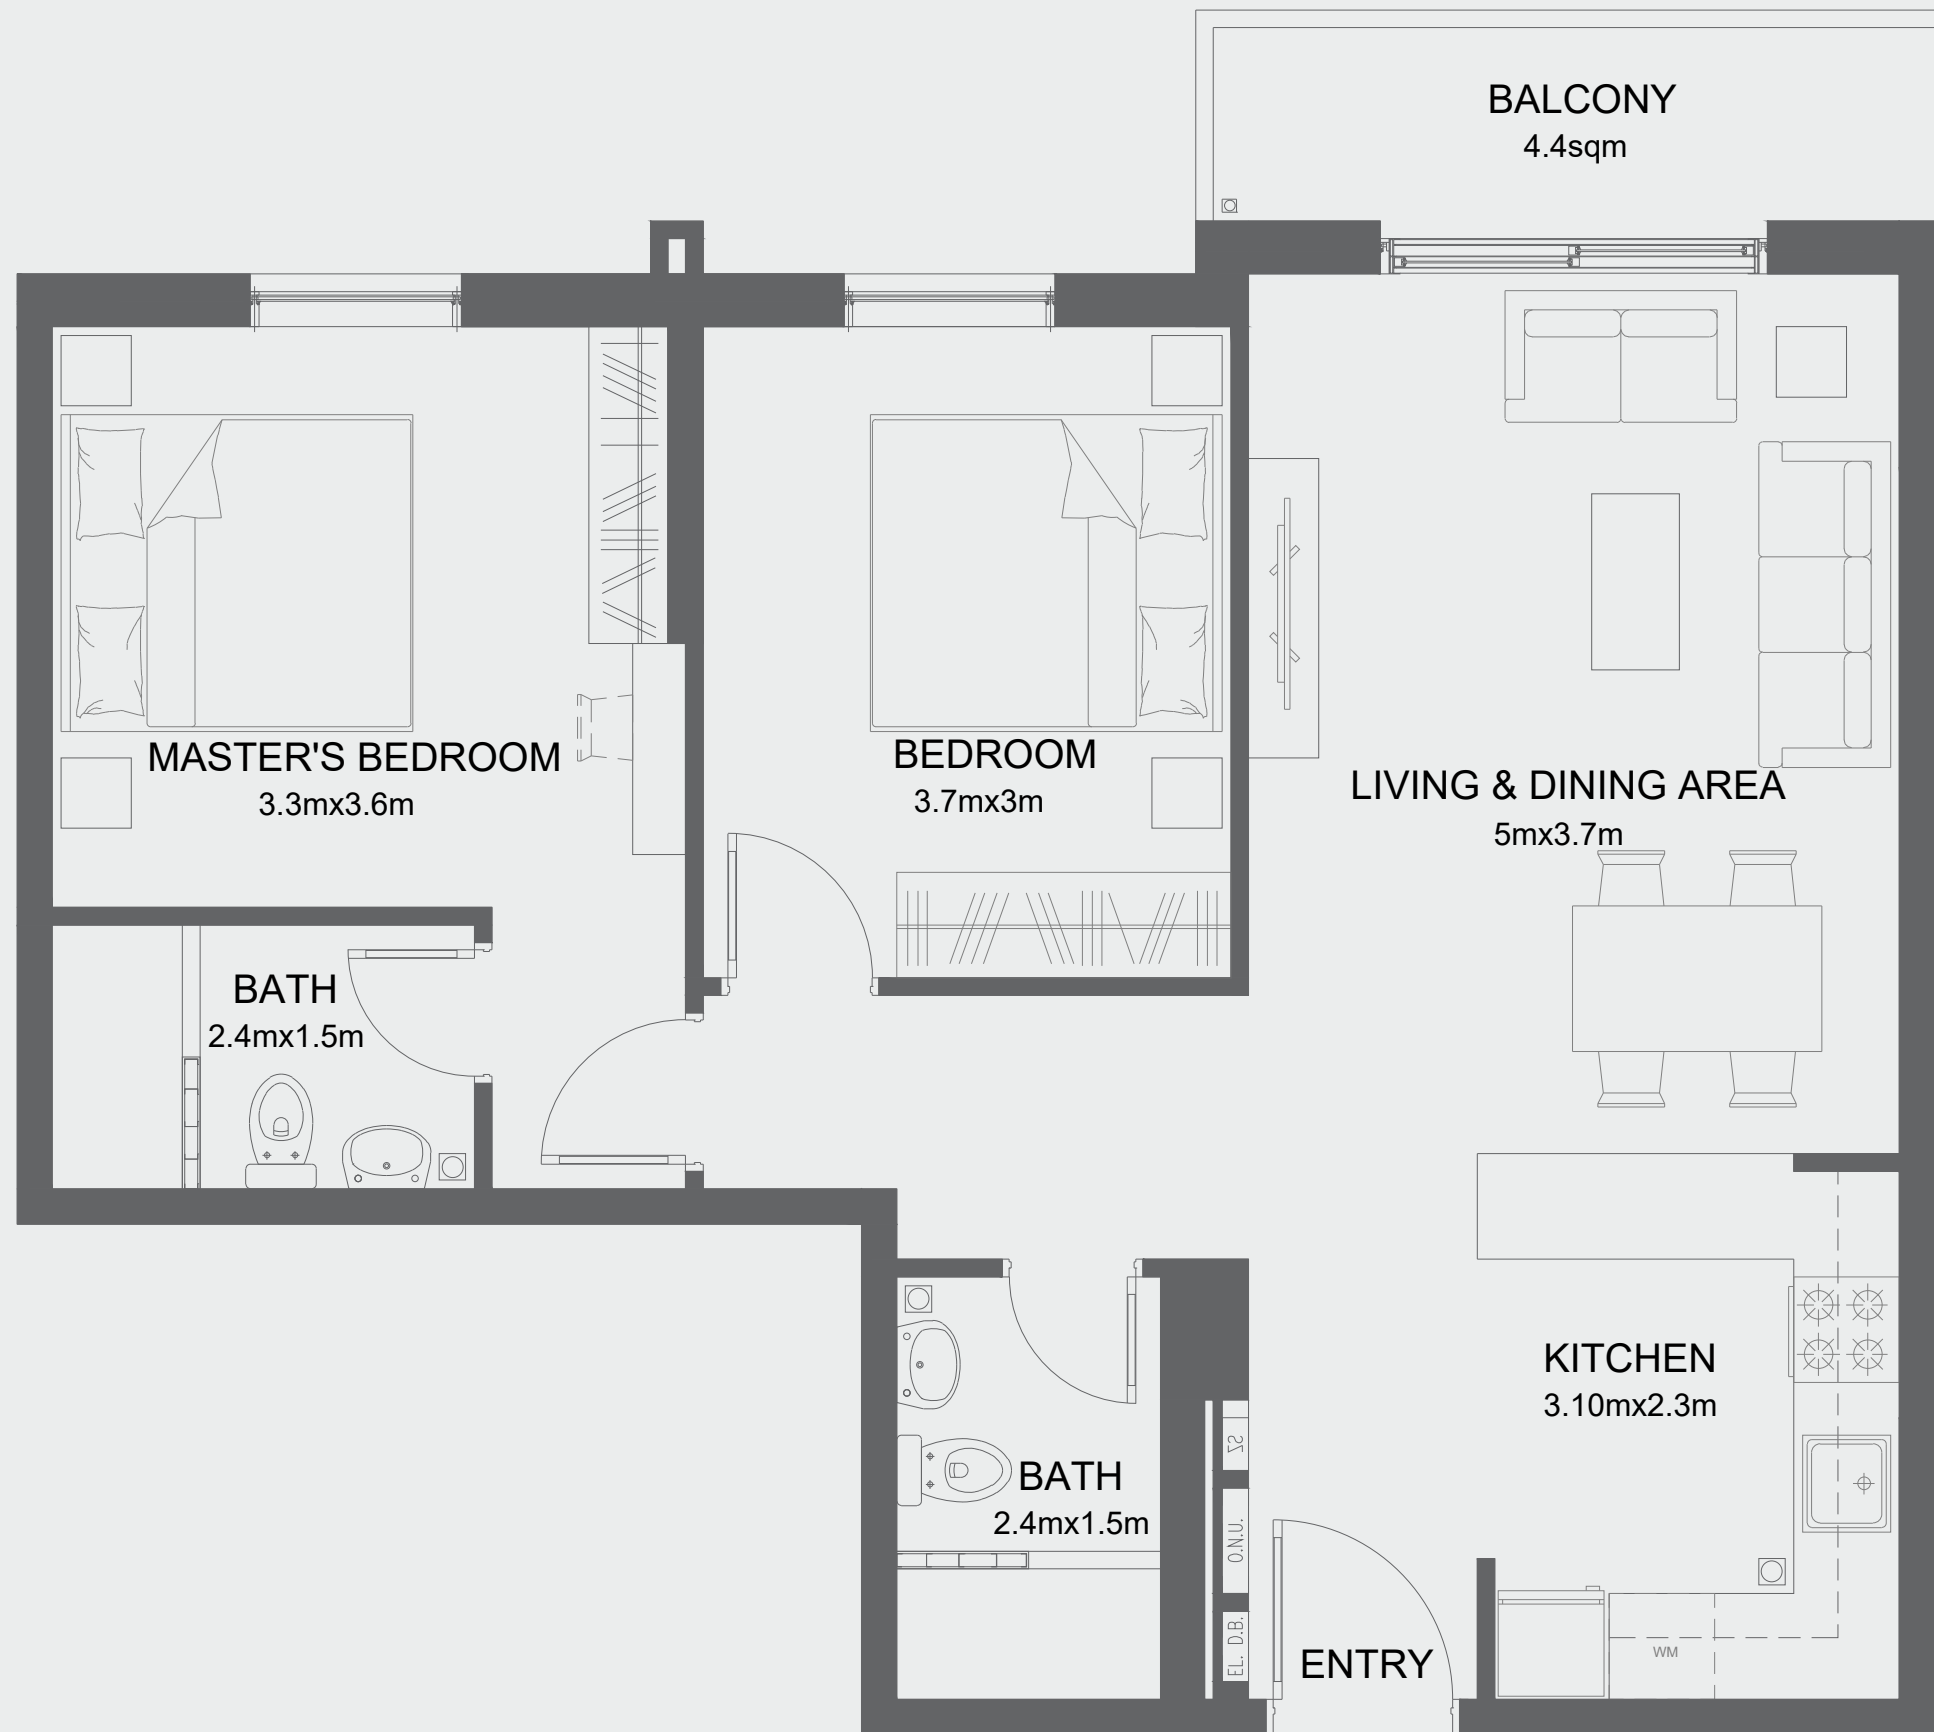 BALCONY
4.4sqm
MASTER'S BEDROOM
3.3mx3.6m
BEDROOM
3.7mx3m
LIVING & DINING AREA
5mx3.7m
BATH
2.4mx1.5m
KITCHEN
3.10mx2.3m
SZ
BATH
2.4mx1.5m
O.N.U.
EL. D.B.
ENTRY
WM